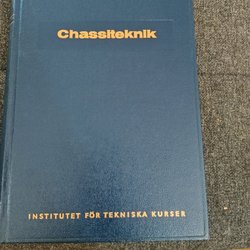 Chassiteknik
INSTITUTET FÖR TEKNISKA KURSER